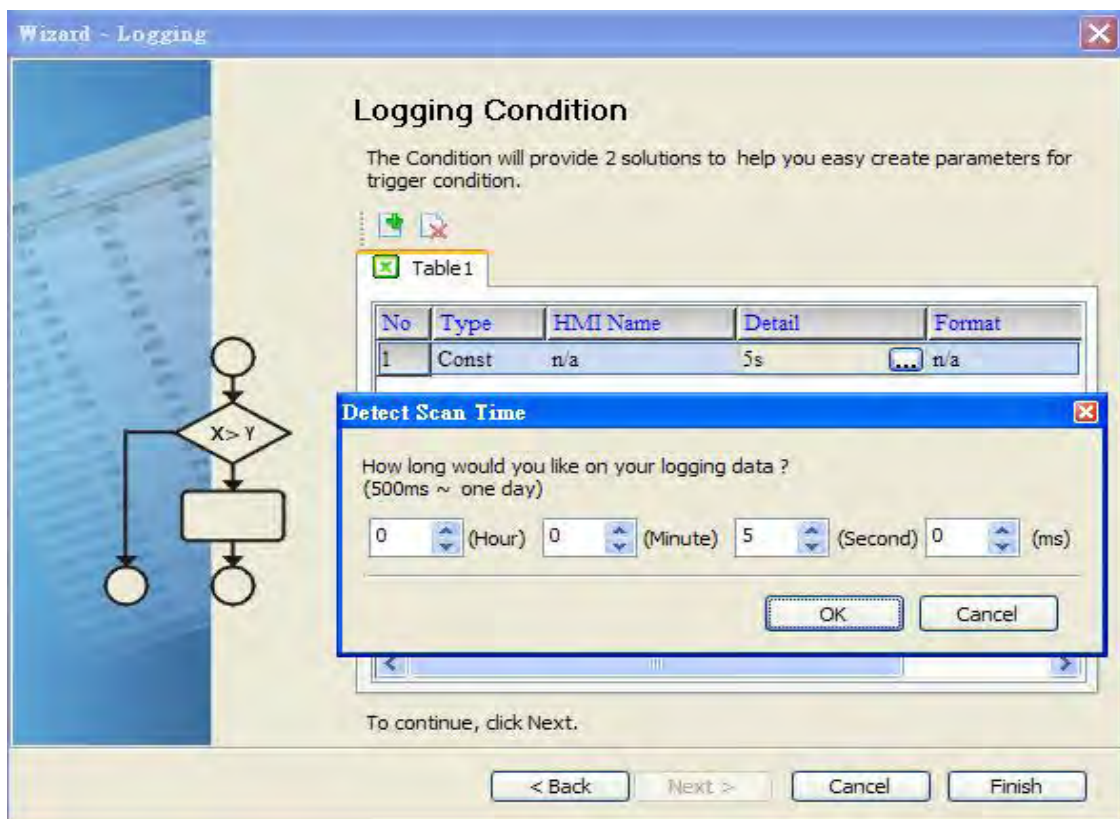 Wizard - Logging
Logging Condition
The Condition will provide 2 solutions to help you easy create parameters for
trigger condition.
Table1
No Type HMI Name Detail Format
1 Const n/a 5s ... n/a
X> Y
Detect Scan Time
How long would you like on your logging data ?
(500ms ~ one day)
0 (Hour) 0 (Minute) 5 (Second) 0 (ms)
OK Cancel
To continue, click Next.
< Back Next > Cancel Finish